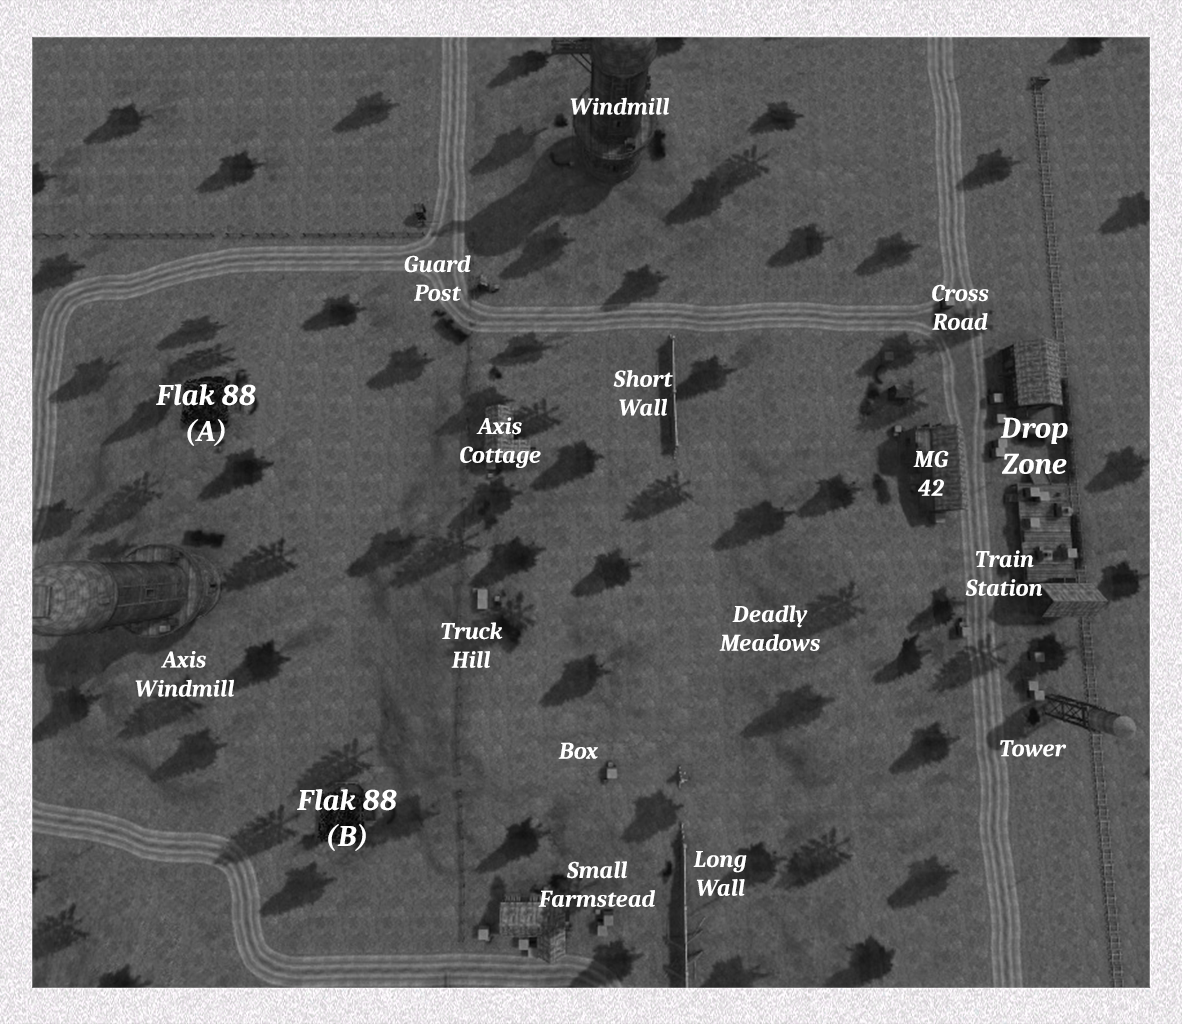 Windmill
Guard
Post
Cross
Road
Short
Wall
Flak 88
(A)
Axis
Cottage
Drop
Zone
MG
42
Train
Station
Deadly
Meadows
Truck
Hill
Axis
Windmill
Tower
Box
Flak 88
(B)
Long
Wall
Small
Farmstead